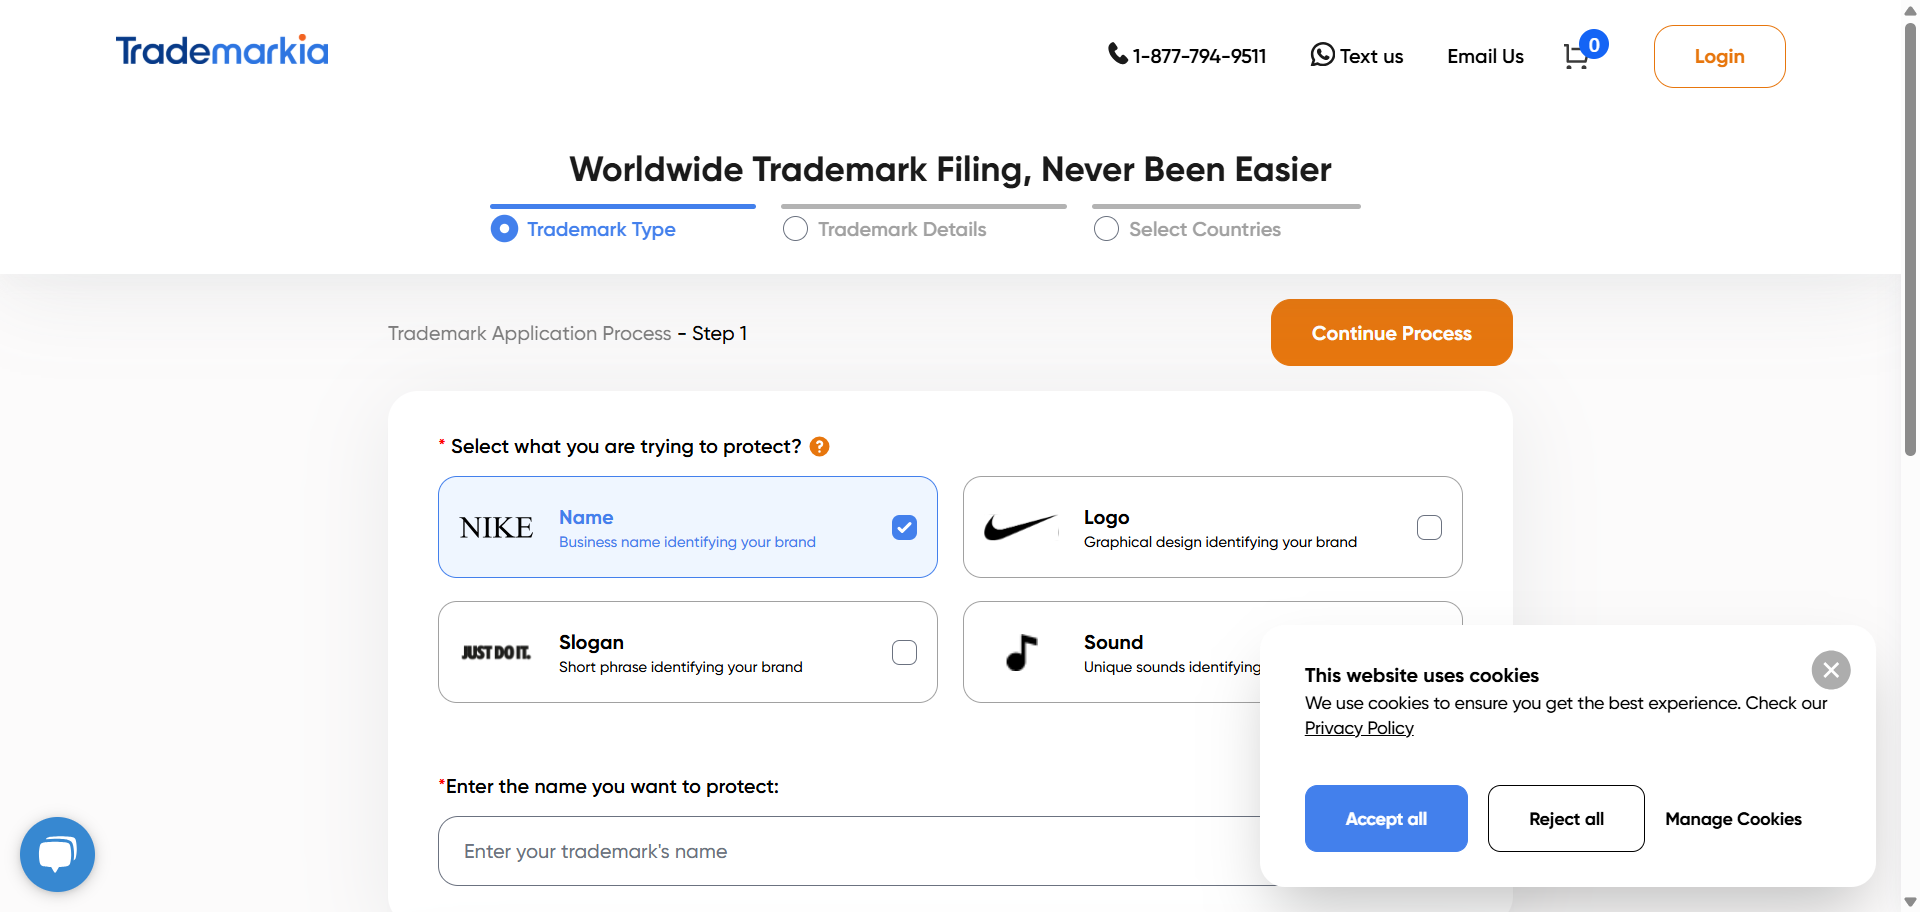 Trademarkia
1-877-794-9511
Text us
Email Us
0
Login
Worldwide Trademark Filing, Never Been Easier
Trademark Type
Trademark Details
Select Countries
Trademark Application Process - Step 1
Continue Process
* Select what you are trying to protect? ?
NIKE
Name
Business name identifying your brand
Logo
Graphical design identifying your brand
JUST DO IT.
Slogan
Short phrase identifying your brand
Sound
Unique sounds identifying
*Enter the name you want to protect:
Enter your trademark's name
This website uses cookies
We use cookies to ensure you get the best experience. Check our
Privacy Policy
Accept all
Reject all
Manage Cookies